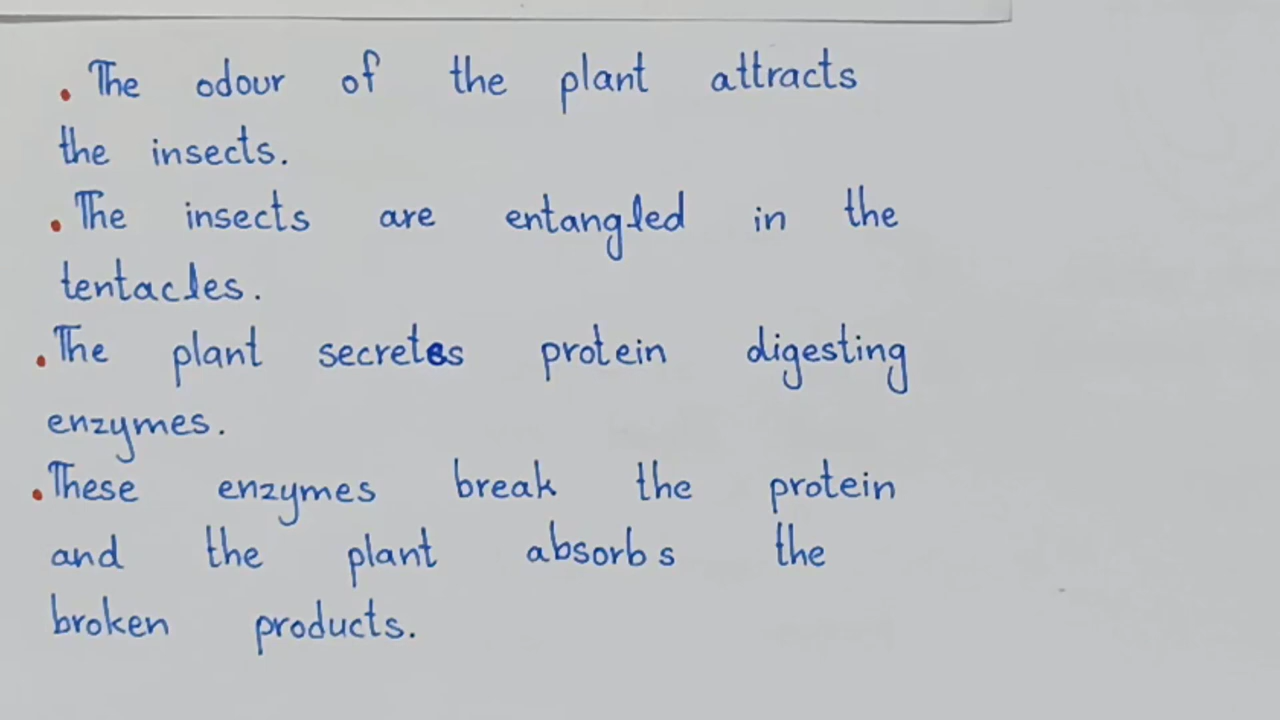 • The odour of the plant attracts
the insects.
• The insects are entangled in the
tentacles.
• The plant secretes protein digesting
enzymes.
• These enzymes break the protein
and the plant absorbs the
broken products.